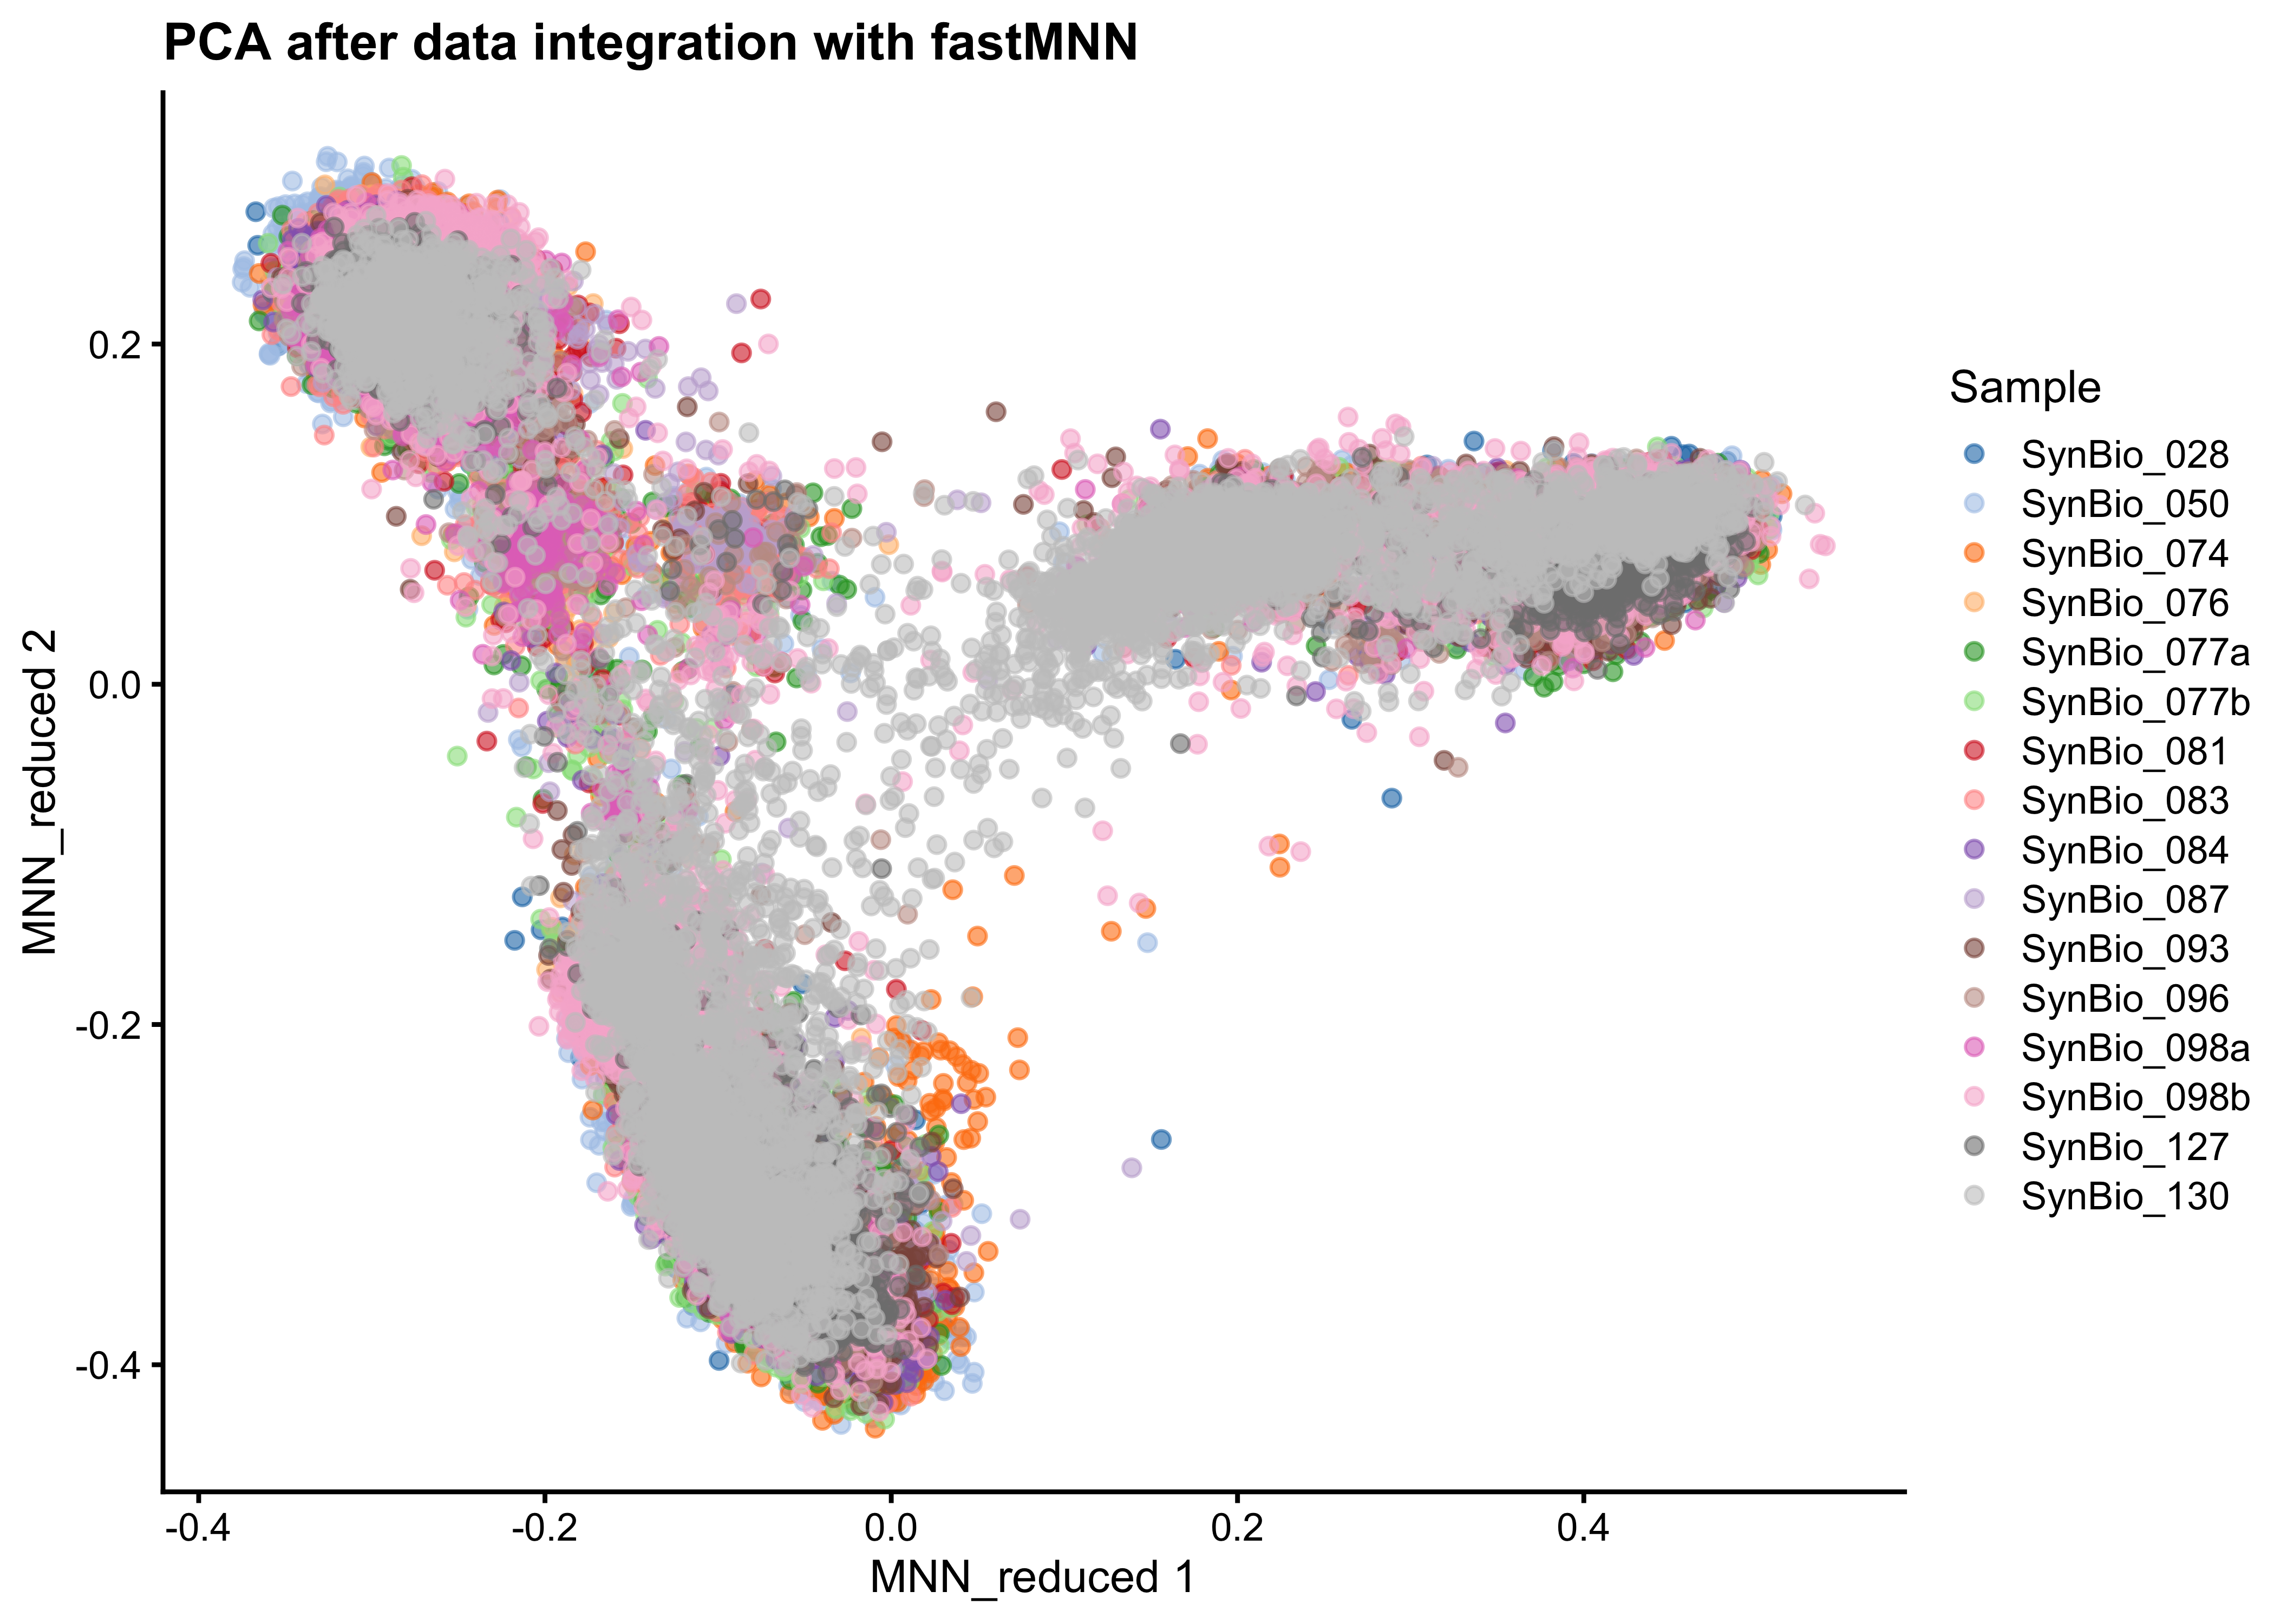 PCA after data integration with fastMNN
MNN_reduced 2
0.2
0.0
-0.2
-0.4
-0.4
-0.2
0.0
0.2
0.4
MNN_reduced 1
Sample
SynBio_028
SynBio_050
SynBio_074
SynBio_076
SynBio_077a
SynBio_077b
SynBio_081
SynBio_083
SynBio_084
SynBio_087
SynBio_093
SynBio_096
SynBio_098a
SynBio_098b
SynBio_127
SynBio_130